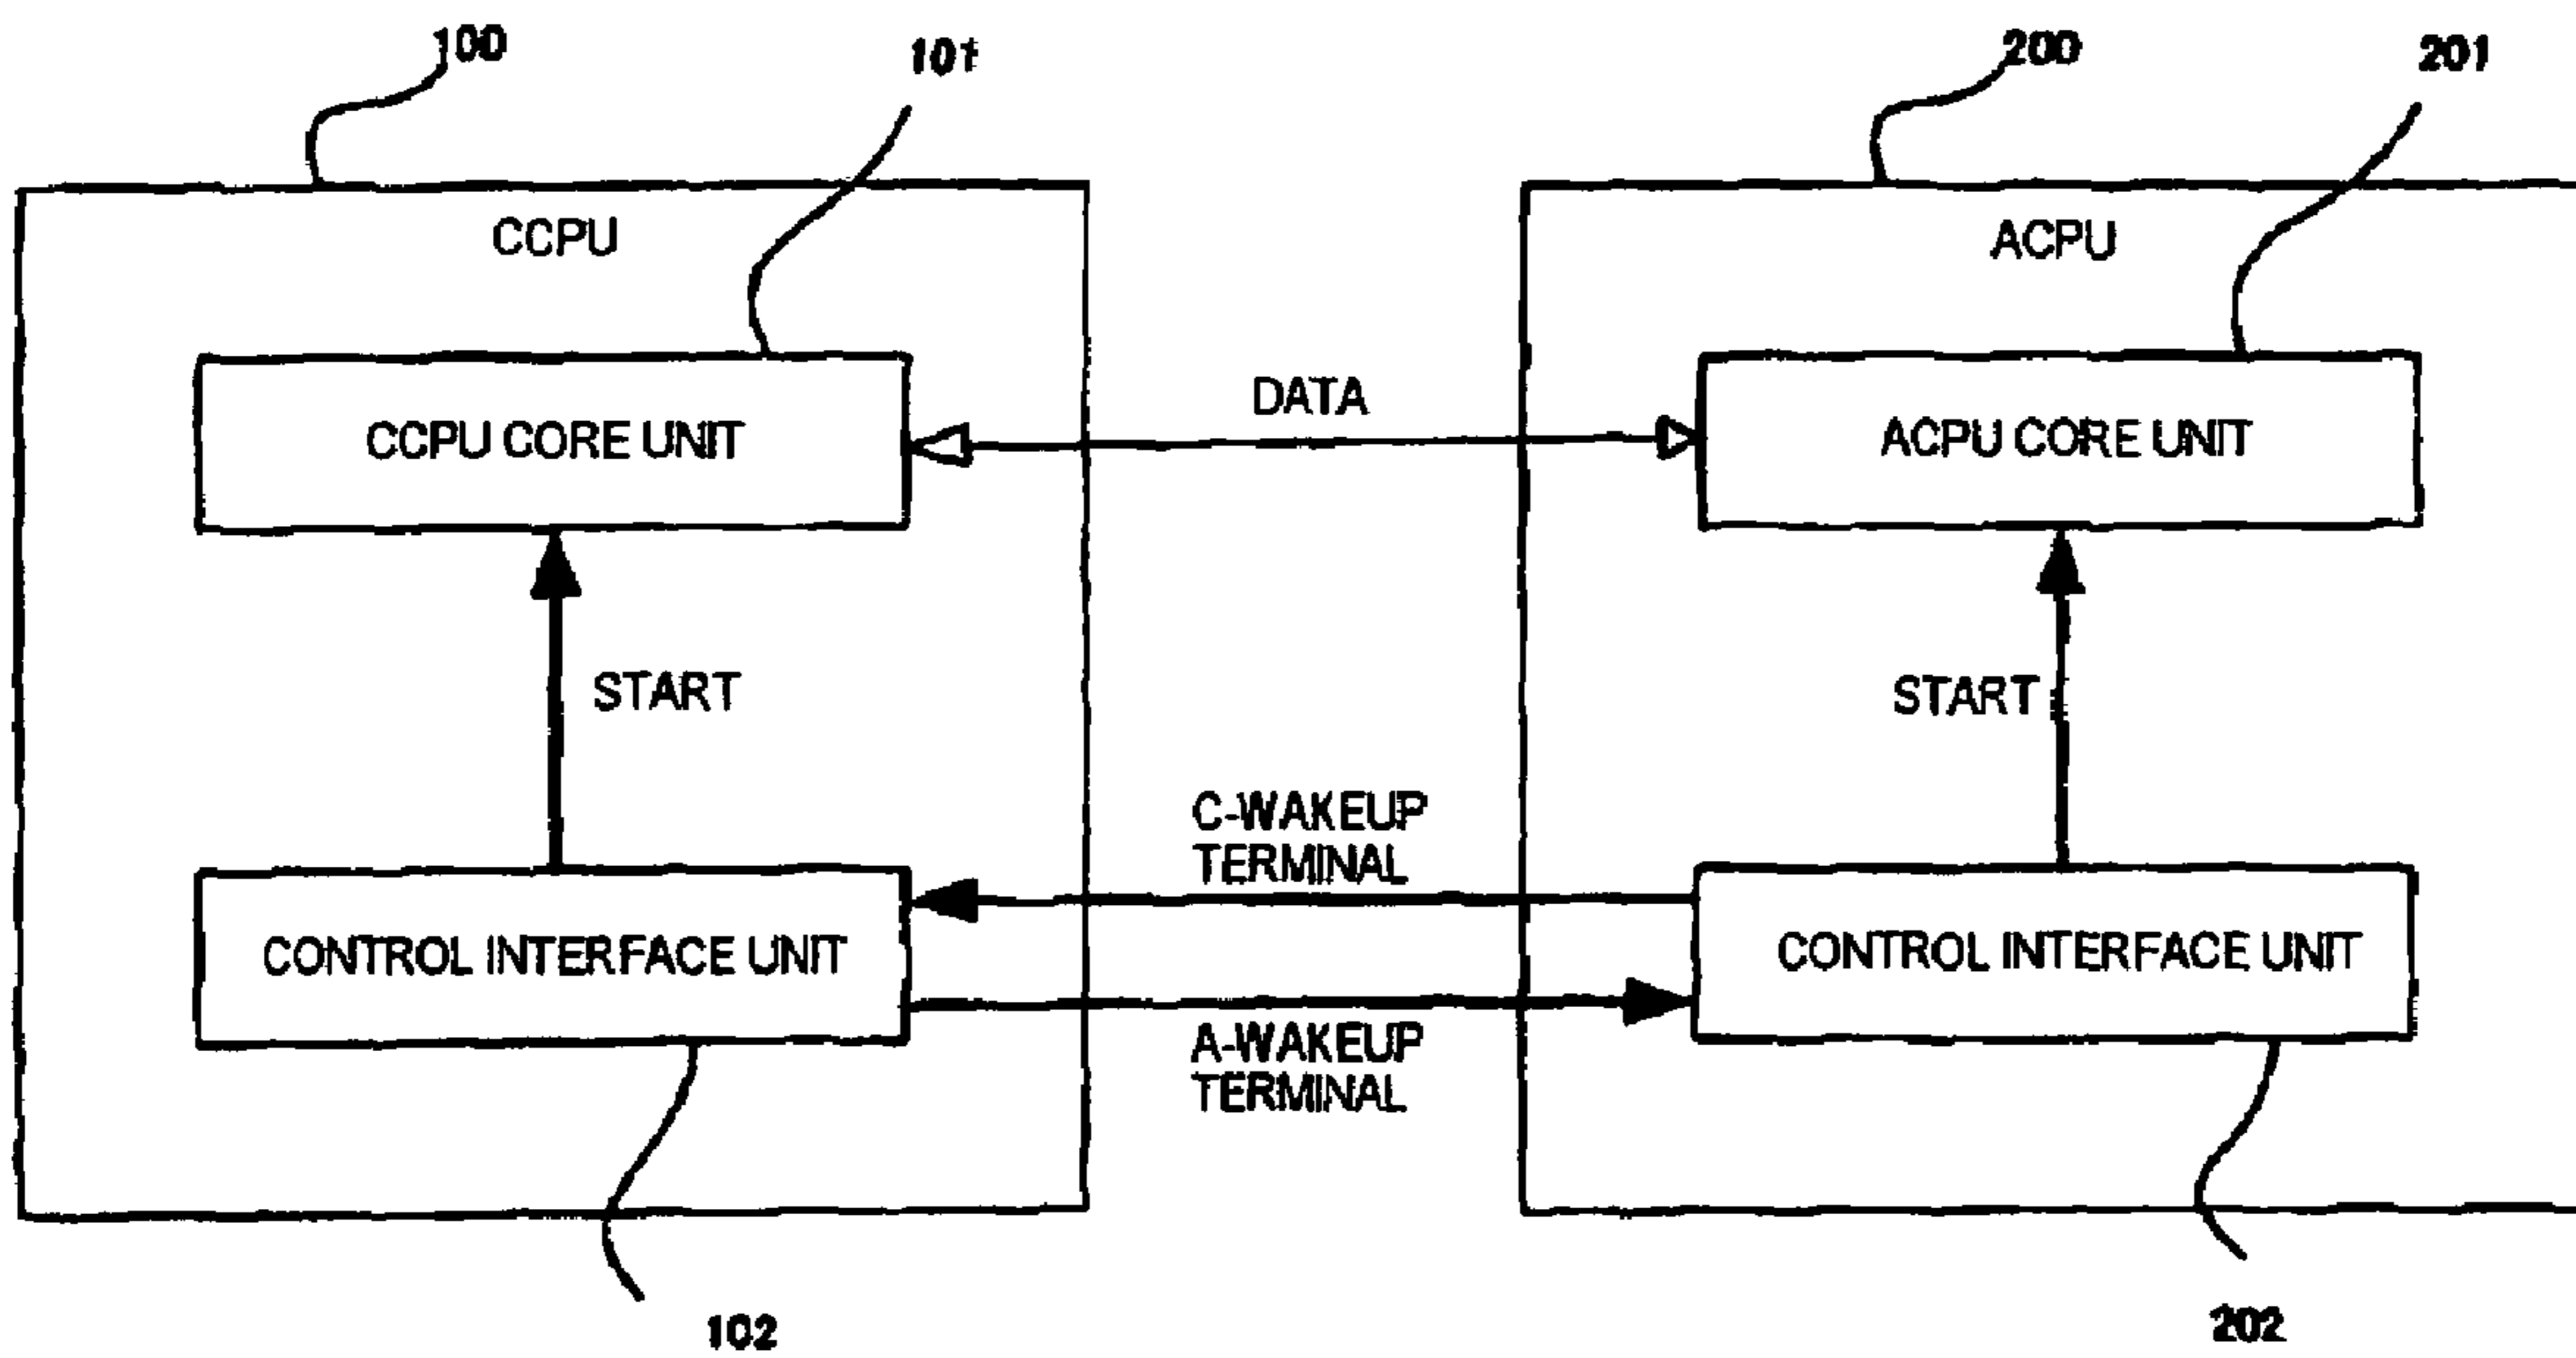 100
101
200
201
CCPU
ACPU
DATA
CCPU CORE UNIT
ACPU CORE UNIT
START
START
C-WAKEUP
TERMINAL
CONTROL INTERFACE UNIT
CONTROL INTERFACE UNIT
A-WAKEUP
TERMINAL
102
202